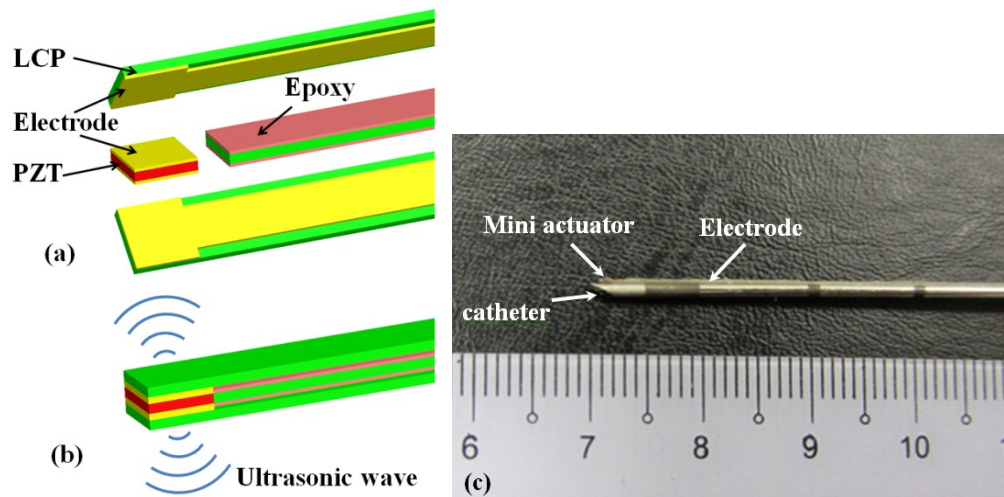 LCP
Electrode
PZT
Epoxy
(a)
(b)
Ultrasonic wave
Mini actuator
Electrode
catheter
6 7 8 9 10
(c)